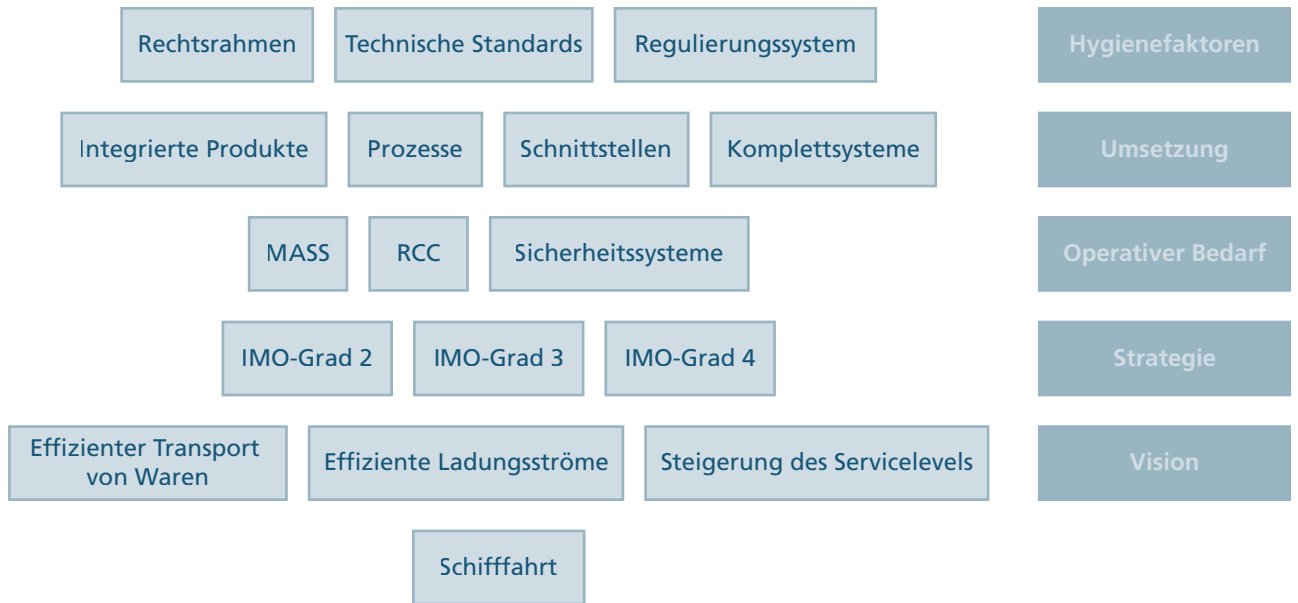 Rechtsrahmen Technische Standards Regulierungssystem Hygienefaktoren
Integrierte Produkte Prozesse Schnittstellen Komplettsysteme Umsetzung
MASS RCC Sicherheitssysteme Operativer Bedarf
IMO-Grad 2 IMO-Grad 3 IMO-Grad 4 Strategie
Effizienter Transport
von Waren Effiziente Ladungsströme Steigerung des Servicelevels Vision
Schifffahrt